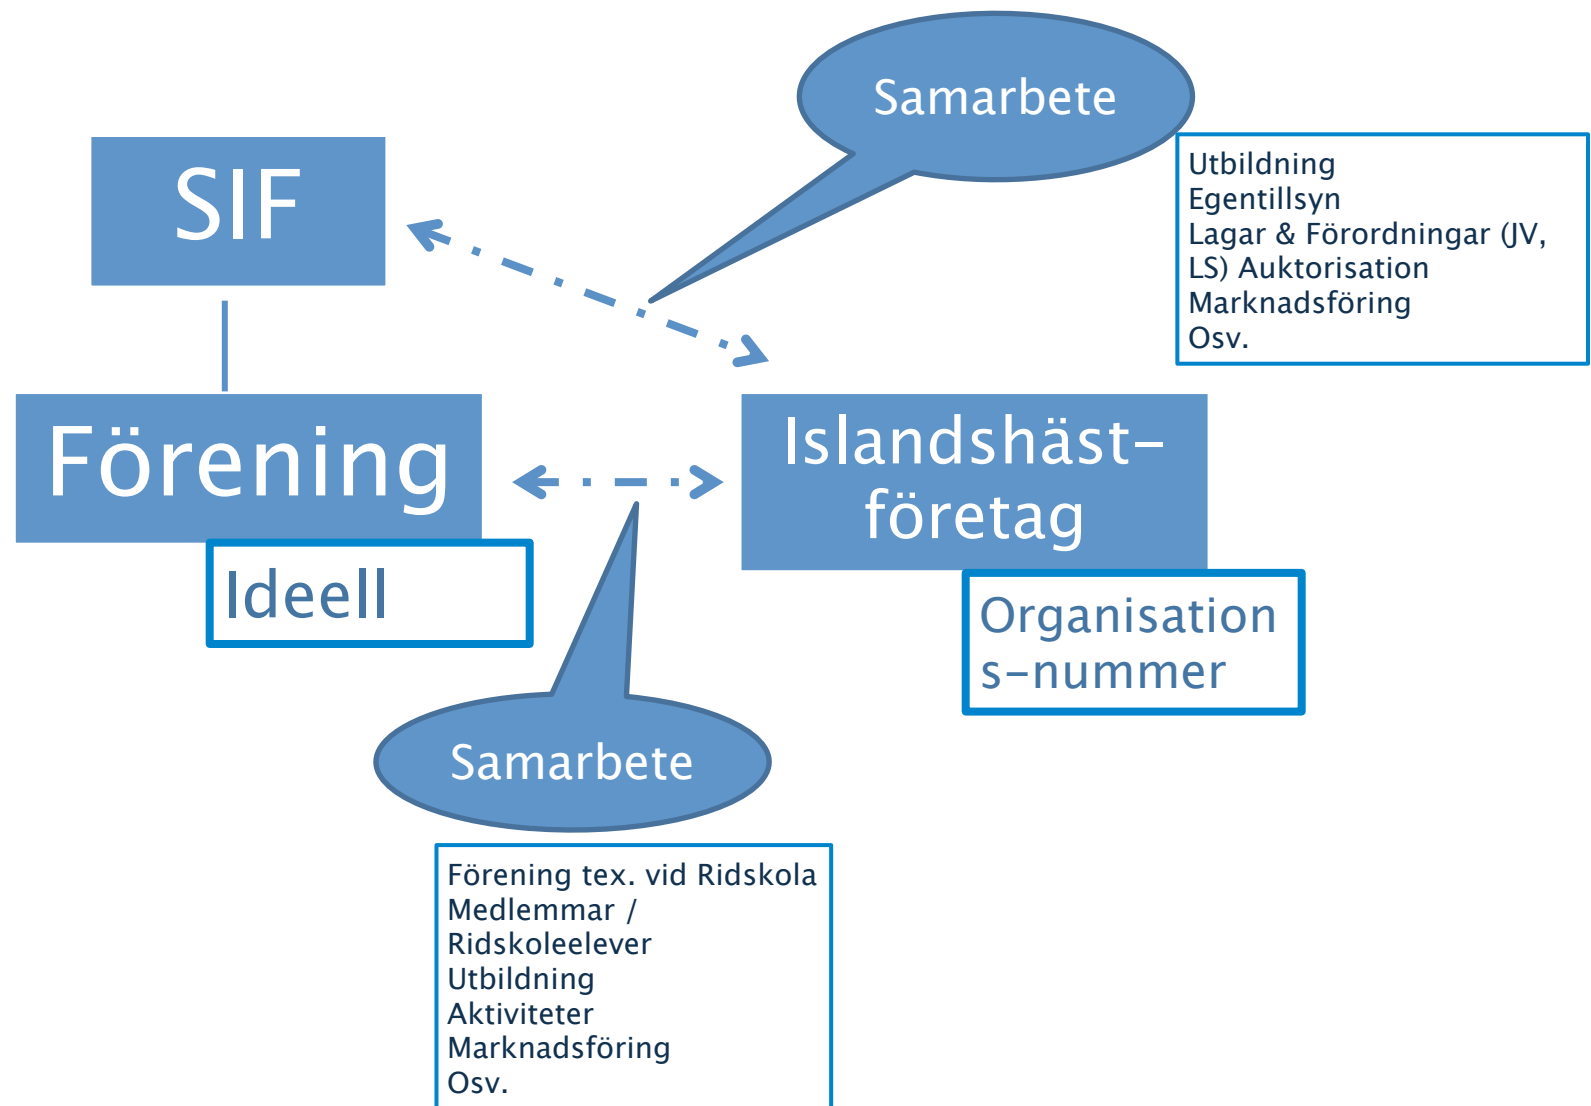 Samarbete
SIF
Utbildning
Egentillsyn
Lagar & Förordningar (JV,
LS) Auktorisation
Marknadsföring
Osv.
Förening
Islandshäst-
företag
Ideell
Organisation
s-nummer
Samarbete
Förening tex. vid Ridskola
Medlemmar /
Ridskoleelever
Utbildning
Aktiviteter
Marknadsföring
Osv.